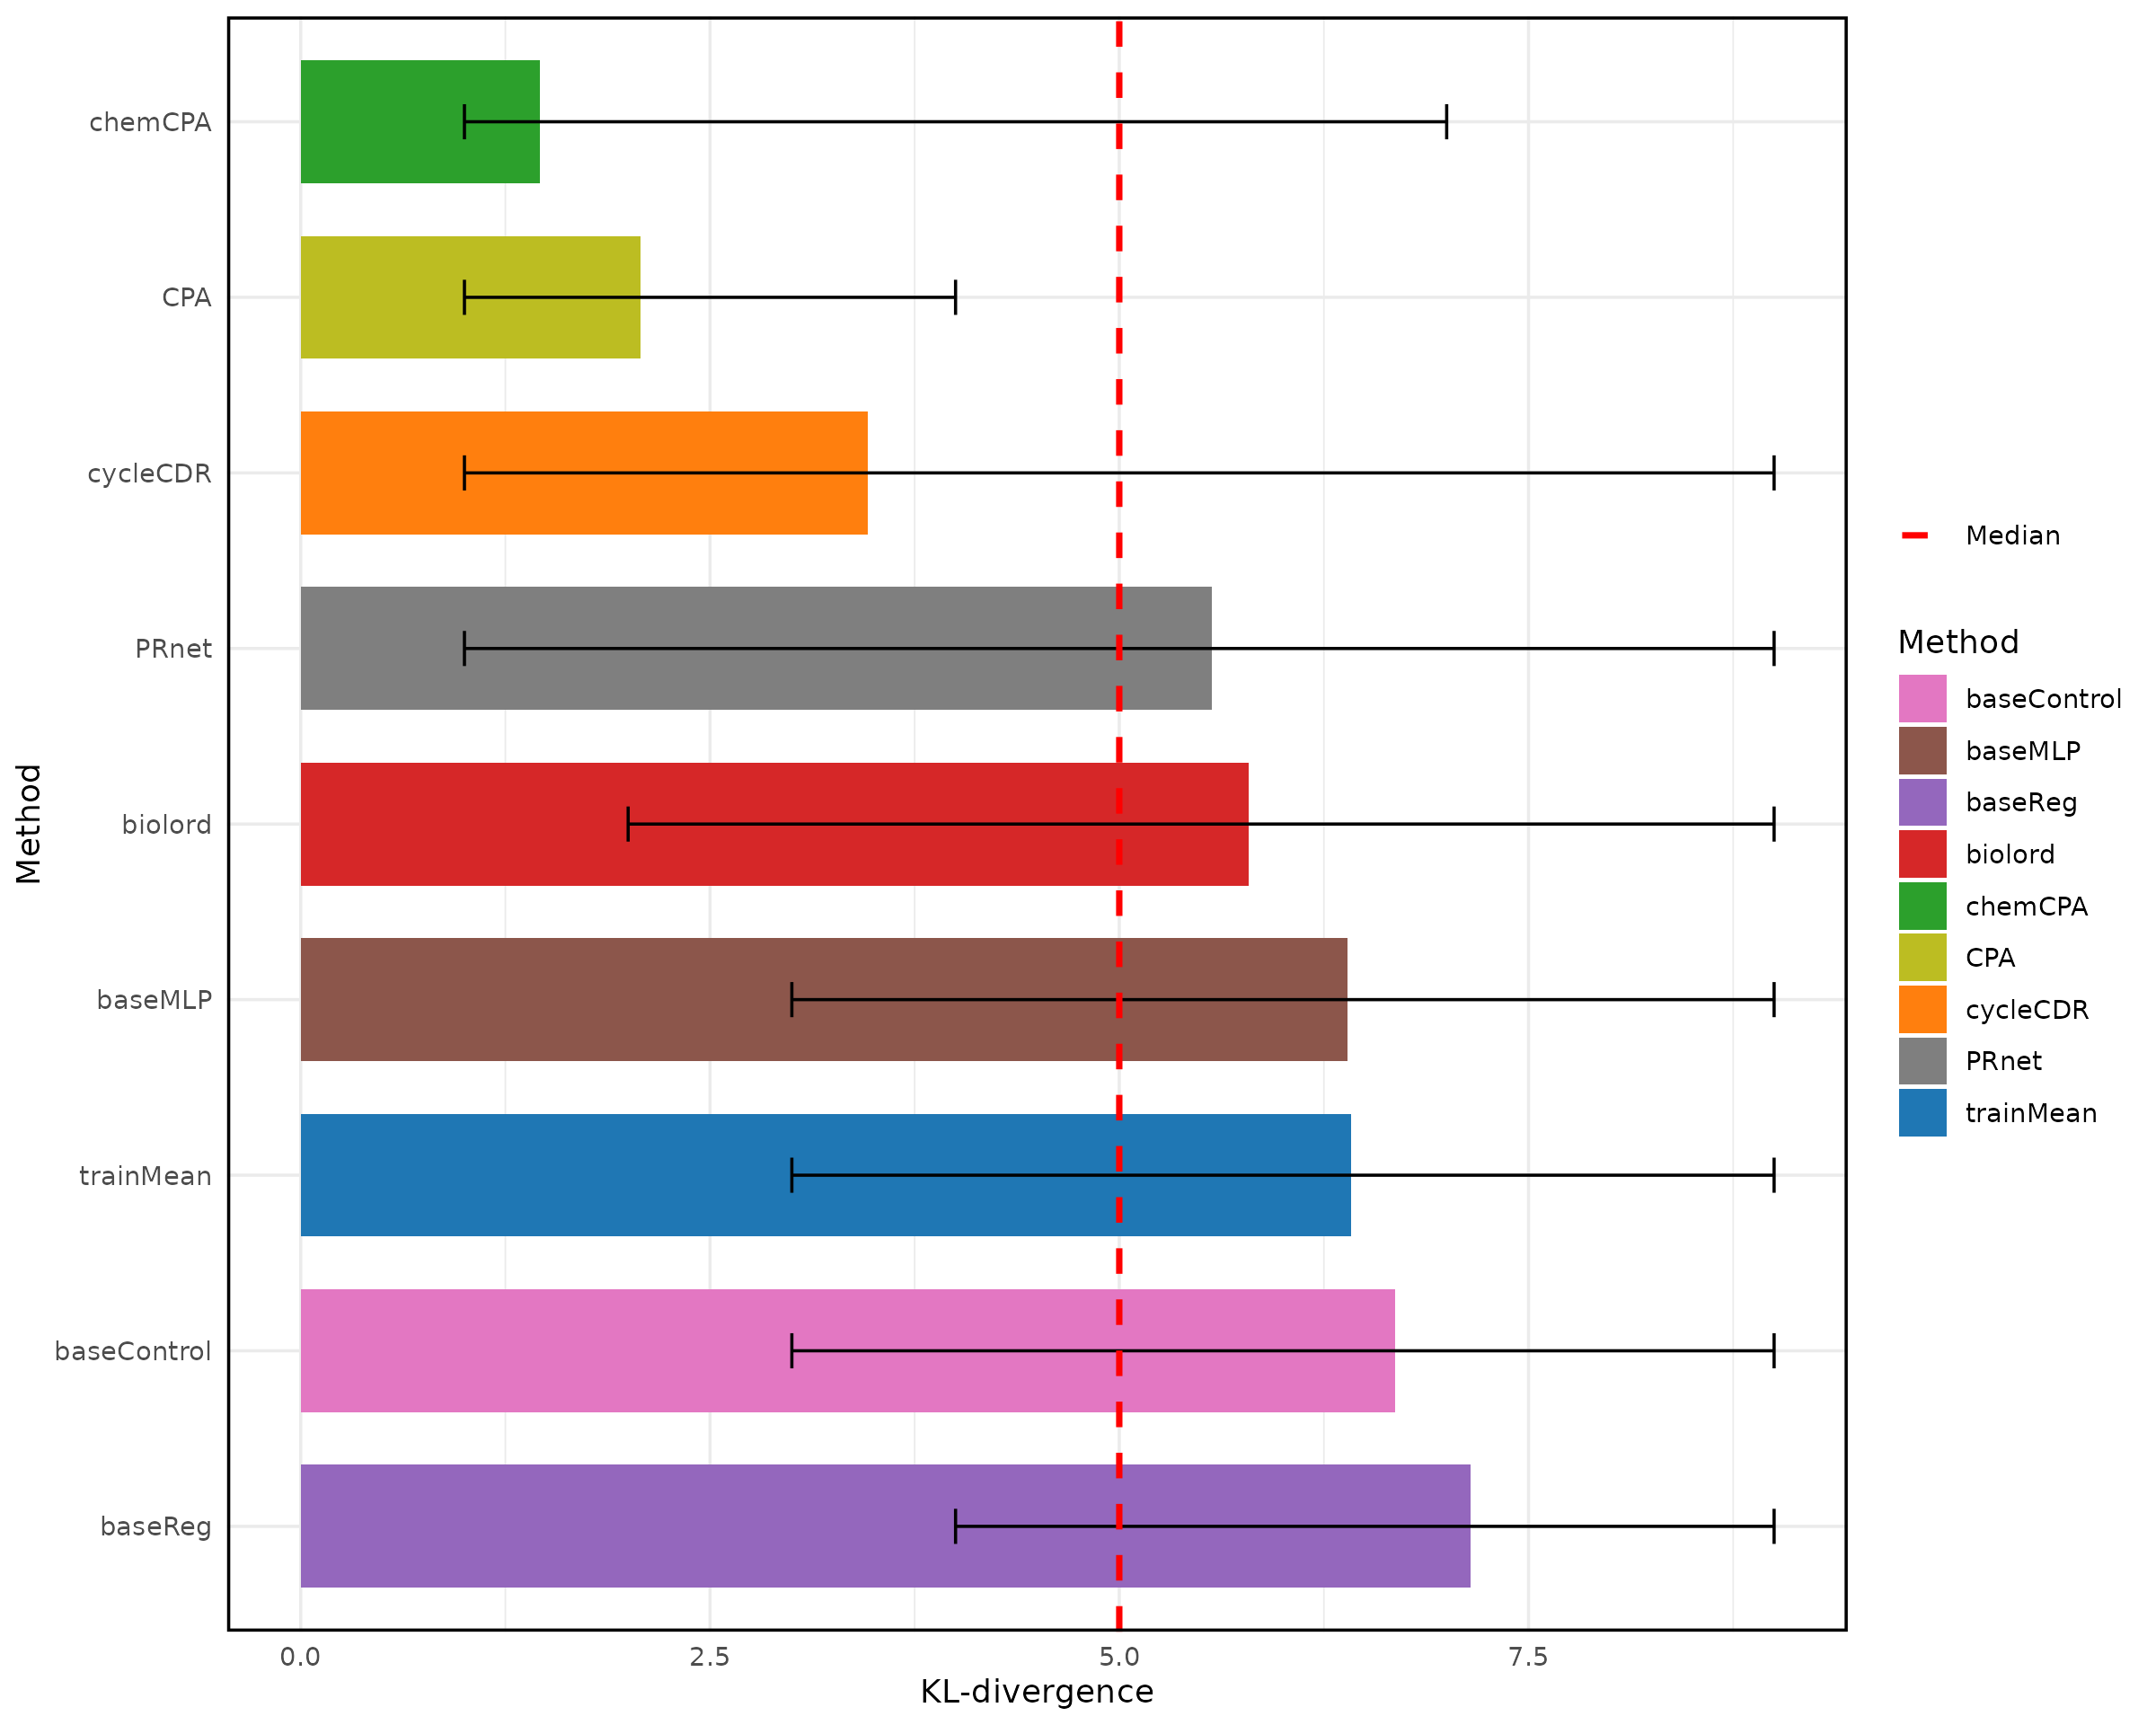 chemCPA
CPA
cycleCDR
PRnet
biolord
baseMLP
trainMean
baseControl
baseReg
Method
0.0
2.5
5.0
7.5
KL-divergence
Median
Method
baseControl
baseMLP
baseReg
biolord
chemCPA
CPA
cycleCDR
PRnet
trainMean